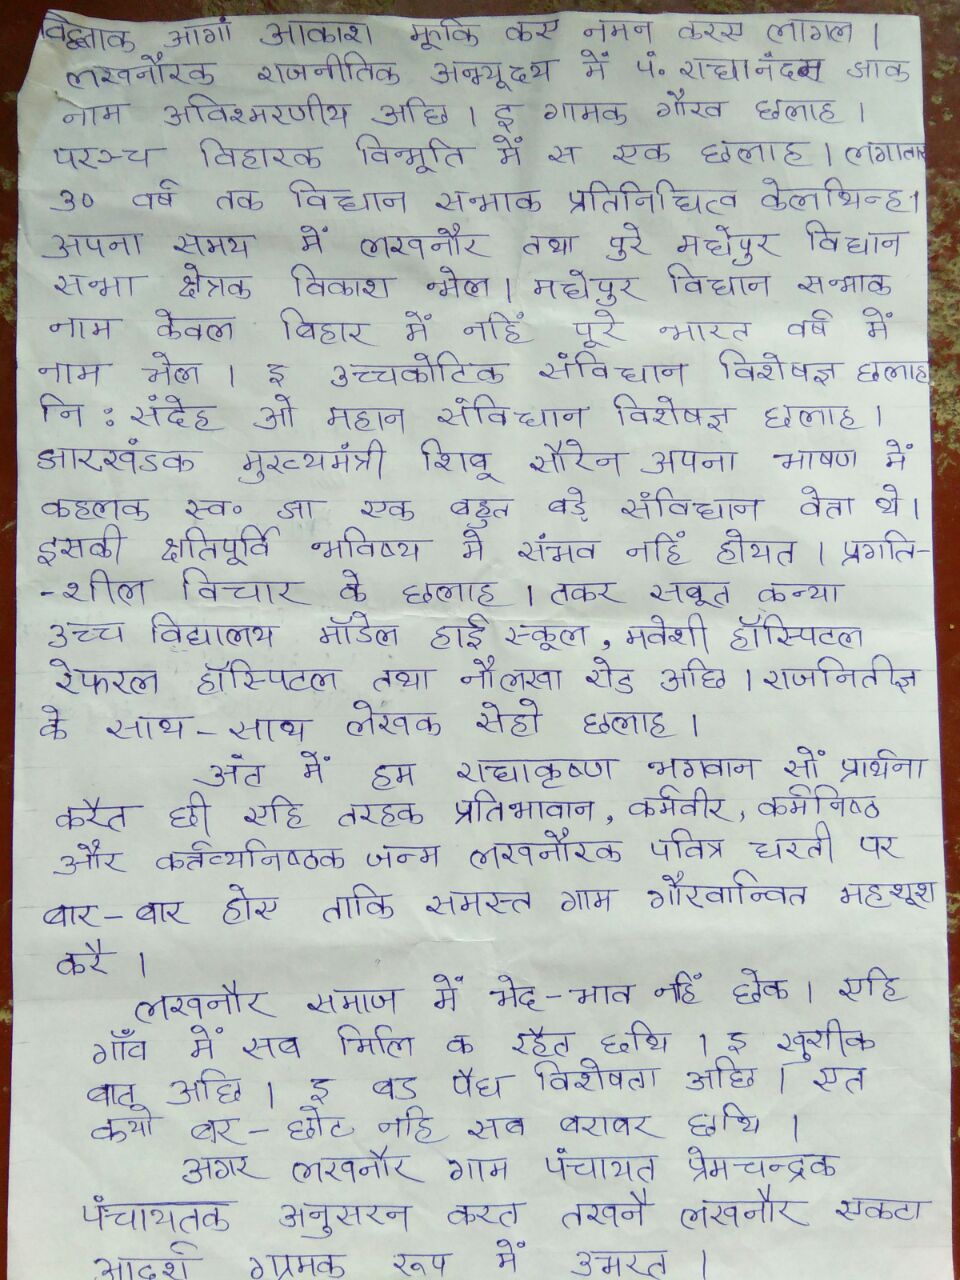 विद्वताक आगाँ आकाश मूकि कए नमन करए लागल ।
लखनौरक राजनीतिक अभ्यूदय में पं. राधानंदन झाक
नाम अविश्मरणीय अछि । इ गामक गौरव छलाह ।
परञ्च विहारक विभूति में स एक छलाह । लगातार
30 वर्ष तक विधान सभाक प्रतिनिधित्व केलथिन्ह ।
अपना समय में लखनौर तथा पुरे मधेपुर विधान
सभा क्षेत्रक विकाश भेल । मधेपुर विधान सभाक
नाम केवल बिहार में नहिं पूरे भारत वर्ष में
नाम भेल । इ उच्चकोटिक संविधान विशेषज्ञ छलाह
नि : संदेह ओ महान संविधान विशेषज्ञ छलाह ।
झारखंडक मुख्यमंत्री शिबू सौरेन अपना भाषण में
कहलक स्व॰ झा एक बहुत बड़े संविधान वेता थे ।
इसकी क्षतिपूर्वि भविष्य मे संभव नहिं होयत । प्रगति-
-शील विचार के छलाह । तकर सबूत कन्या
उच्च विद्यालय मॉडेल हाई स्कूल, मवेशी हॉस्पिटल
रेफरल हॉस्पिटल तथा नौलखा रोड अछि । राजनितीज्ञ
के साथ-साथ लेखक सेहो छलाह ।
अंत में हम राधाकृष्ण भगवान सों प्रार्थना
करैत छी एहि तरहक प्रतिभावान, कर्मवीर, कर्मनिष्ठ
और कर्तव्यनिष्ठक जन्म लखनौरक पवित्र धरती पर
बार-बार होए ताकि समस्त गाम गौरवान्वित महशूश
करै ।
लखनौर समाज में भेद-भाव नहिं छैक । एहि
गाँव में सब मिलि क रहैत छथि । इ खुशीक
बात अछि । इ बड पैघ विशेषता अछि । एत
कयो बर-छोट नहि सब बराबर छथि ।
अगर लखनौर गाम पंचायत प्रेमचन्द्रक
पंचायतक अनुसरन करत तखनै लखनौर एकटा
आदर्श ग्रामक रूप में उभरत ।